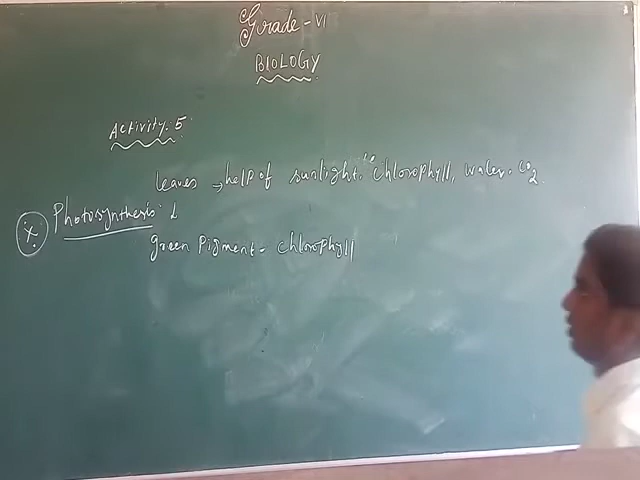 Grade - VI
BIOLOGY
Activity. 5
leaves → help of sunlight. chlorophyll, water. CO2
Photosynthesis
green Pigment - chlorophyll